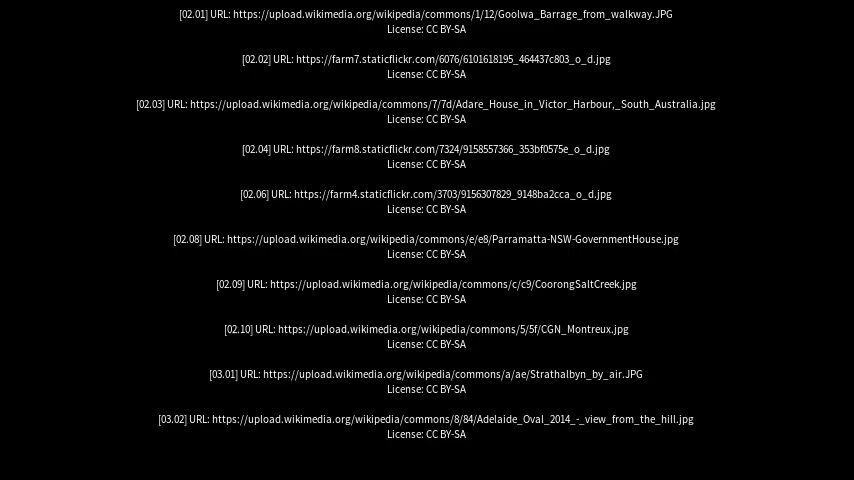 [02.01] URL: https://upload.wikimedia.org/wikipedia/commons/1/12/Goolwa_Barrage_from_walkway.JPG
License: CC BY-SA
[02.02] URL: https://farm7.staticflickr.com/6076/6101618195_464437c803_o_d.jpg
License: CC BY-SA
[02.03] URL: https://upload.wikimedia.org/wikipedia/commons/7/7d/Adare_House_in_Victor_Harbour,_South_Australia.jpg
License: CC BY-SA
[02.04] URL: https://farm8.staticflickr.com/7324/9158557366_353bf0575e_o_d.jpg
License: CC BY-SA
[02.06] URL: https://farm4.staticflickr.com/3703/9156307829_9148ba2cca_o_d.jpg
License: CC BY-SA
[02.08] URL: https://upload.wikimedia.org/wikipedia/commons/e/e8/Parramatta-NSW-GovernmentHouse.jpg
License: CC BY-SA
[02.09] URL: https://upload.wikimedia.org/wikipedia/commons/c/c9/CoorongSaltCreek.jpg
License: CC BY-SA
[02.10] URL: https://upload.wikimedia.org/wikipedia/commons/5/5f/CGN_Montreux.jpg
License: CC BY-SA
[03.01] URL: https://upload.wikimedia.org/wikipedia/commons/a/ae/Strathalbyn_by_air.JPG
License: CC BY-SA
[03.02] URL: https://upload.wikimedia.org/wikipedia/commons/8/84/Adelaide_Oval_2014_-_view_from_the_hill.jpg
License: CC BY-SA